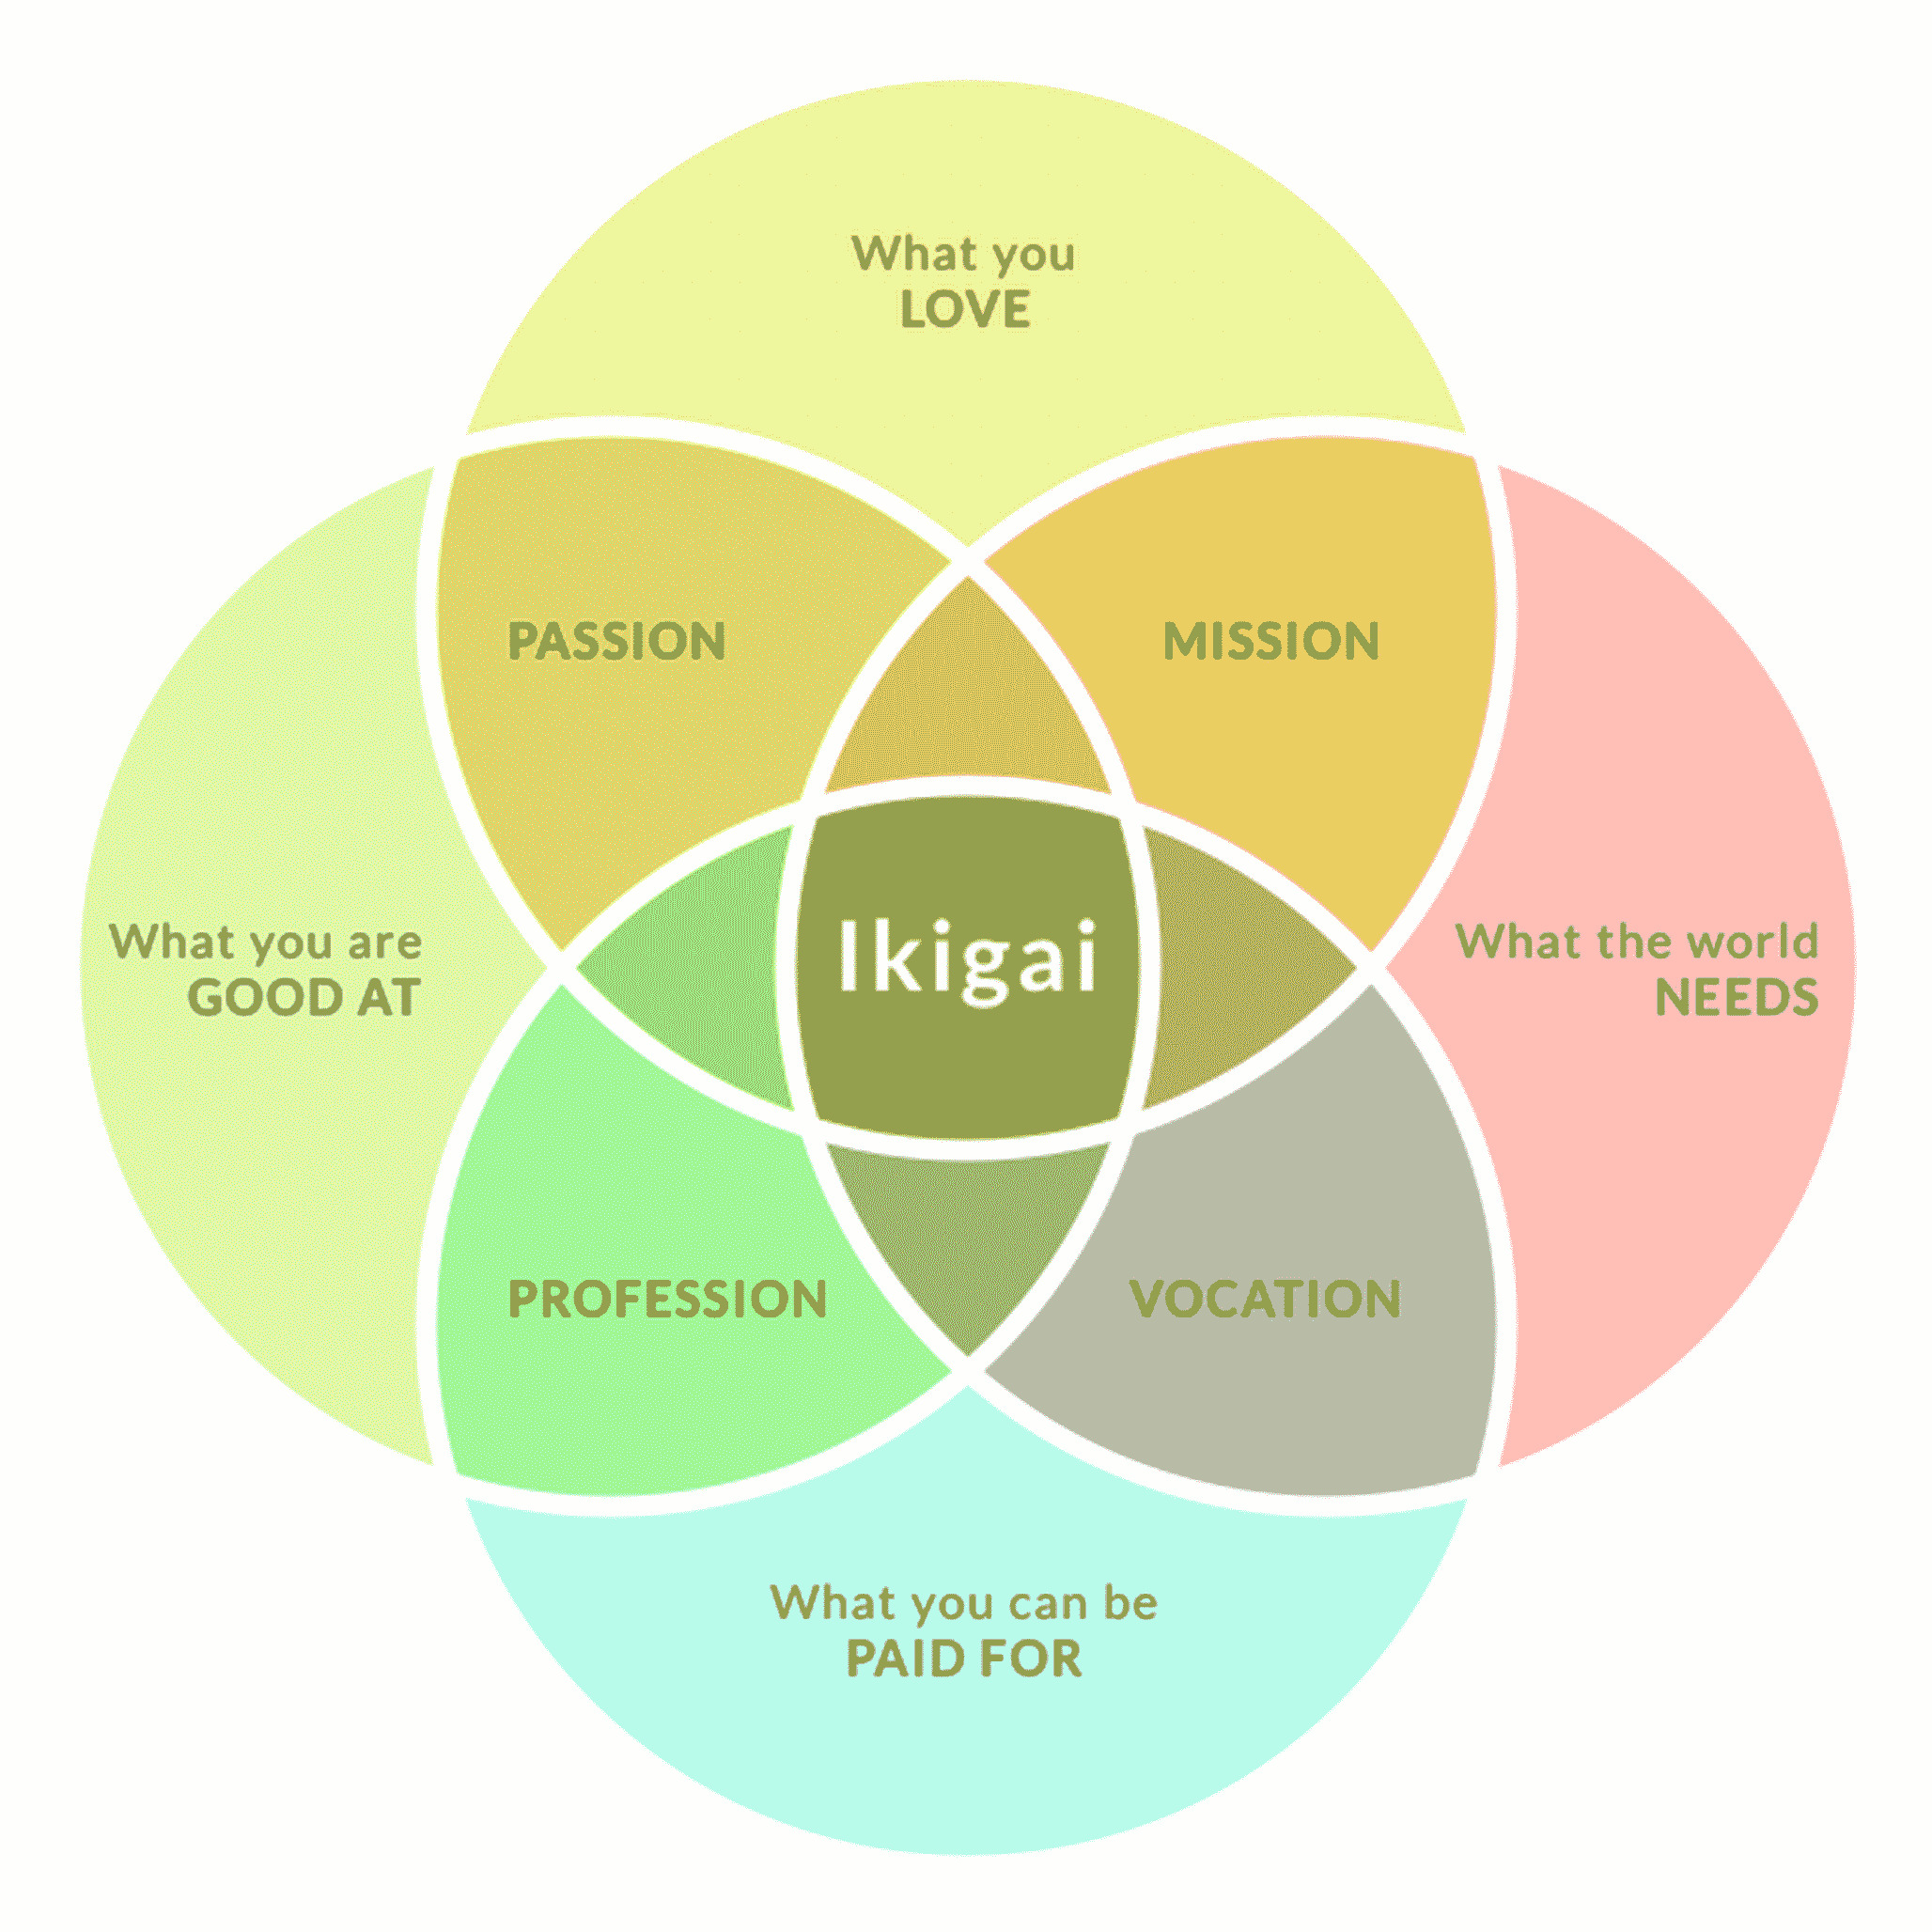 What you
LOVE
PASSION
MISSION
What you are
GOOD AT
Ikigai
What the world
NEEDS
PROFESSION
VOCATION
What you can be
PAID FOR